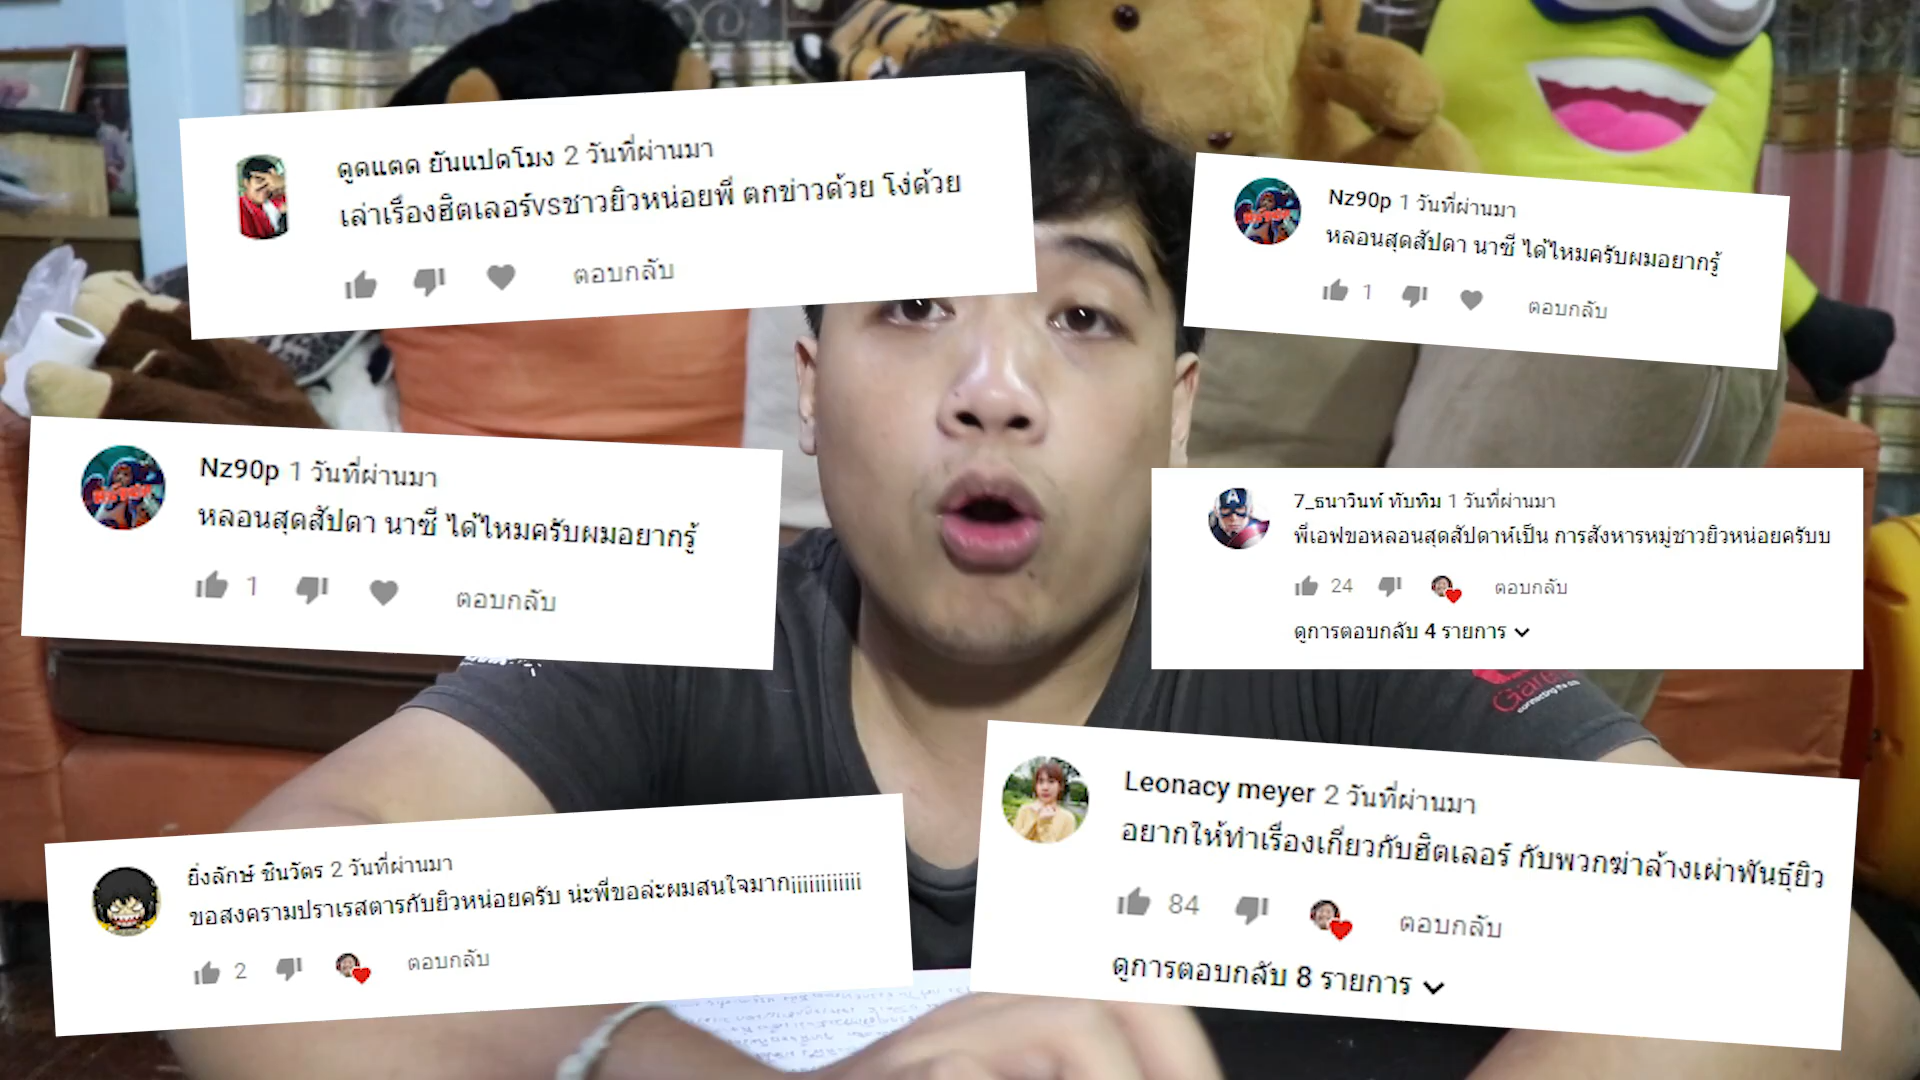 ดูดแตด ยันแปดโมง 2 วันที่ผ่านมา
เล่าเรื่องฮิตเลอร์vsชาวยิวหน่อยพี่ ตกข่าวด้วย โง่ด้วย
ตอบกลับ
Nz90p 1 วันที่ผ่านมา
หลอนสุดสัปดา นาซี ได้ไหมครับผมอยากรู้
1 ตอบกลับ
Nz90p 1 วันที่ผ่านมา
หลอนสุดสัปดา นาซี ได้ไหมครับผมอยากรู้
1 ตอบกลับ
7_ธนาวินท์ ทับทิม 1 วันที่ผ่านมา
พี่เอฟขอหลอนสุดสัปดาห์เป็น การสังหารหมู่ชาวยิวหน่อยครับบ
24 ตอบกลับ
ดูการตอบกลับ 4 รายการ
Garena
connecting the dots
ยิ่งลักษ์ ชินวัตร 2 วันที่ผ่านมา
ขอสงครามปราเรสตารกับยิวหน่อยครับ น่ะพี่ขอล่ะผมสนใจมากiiiiiiiiiiii
2 ตอบกลับ
Leonacy meyer 2 วันที่ผ่านมา
อยากให้ทำเรื่องเกี่ยวกับฮิตเลอร์ กับพวกฆ่าล้างเผ่าพันธุ์ยิว
84 ตอบกลับ
ดูการตอบกลับ 8 รายการ